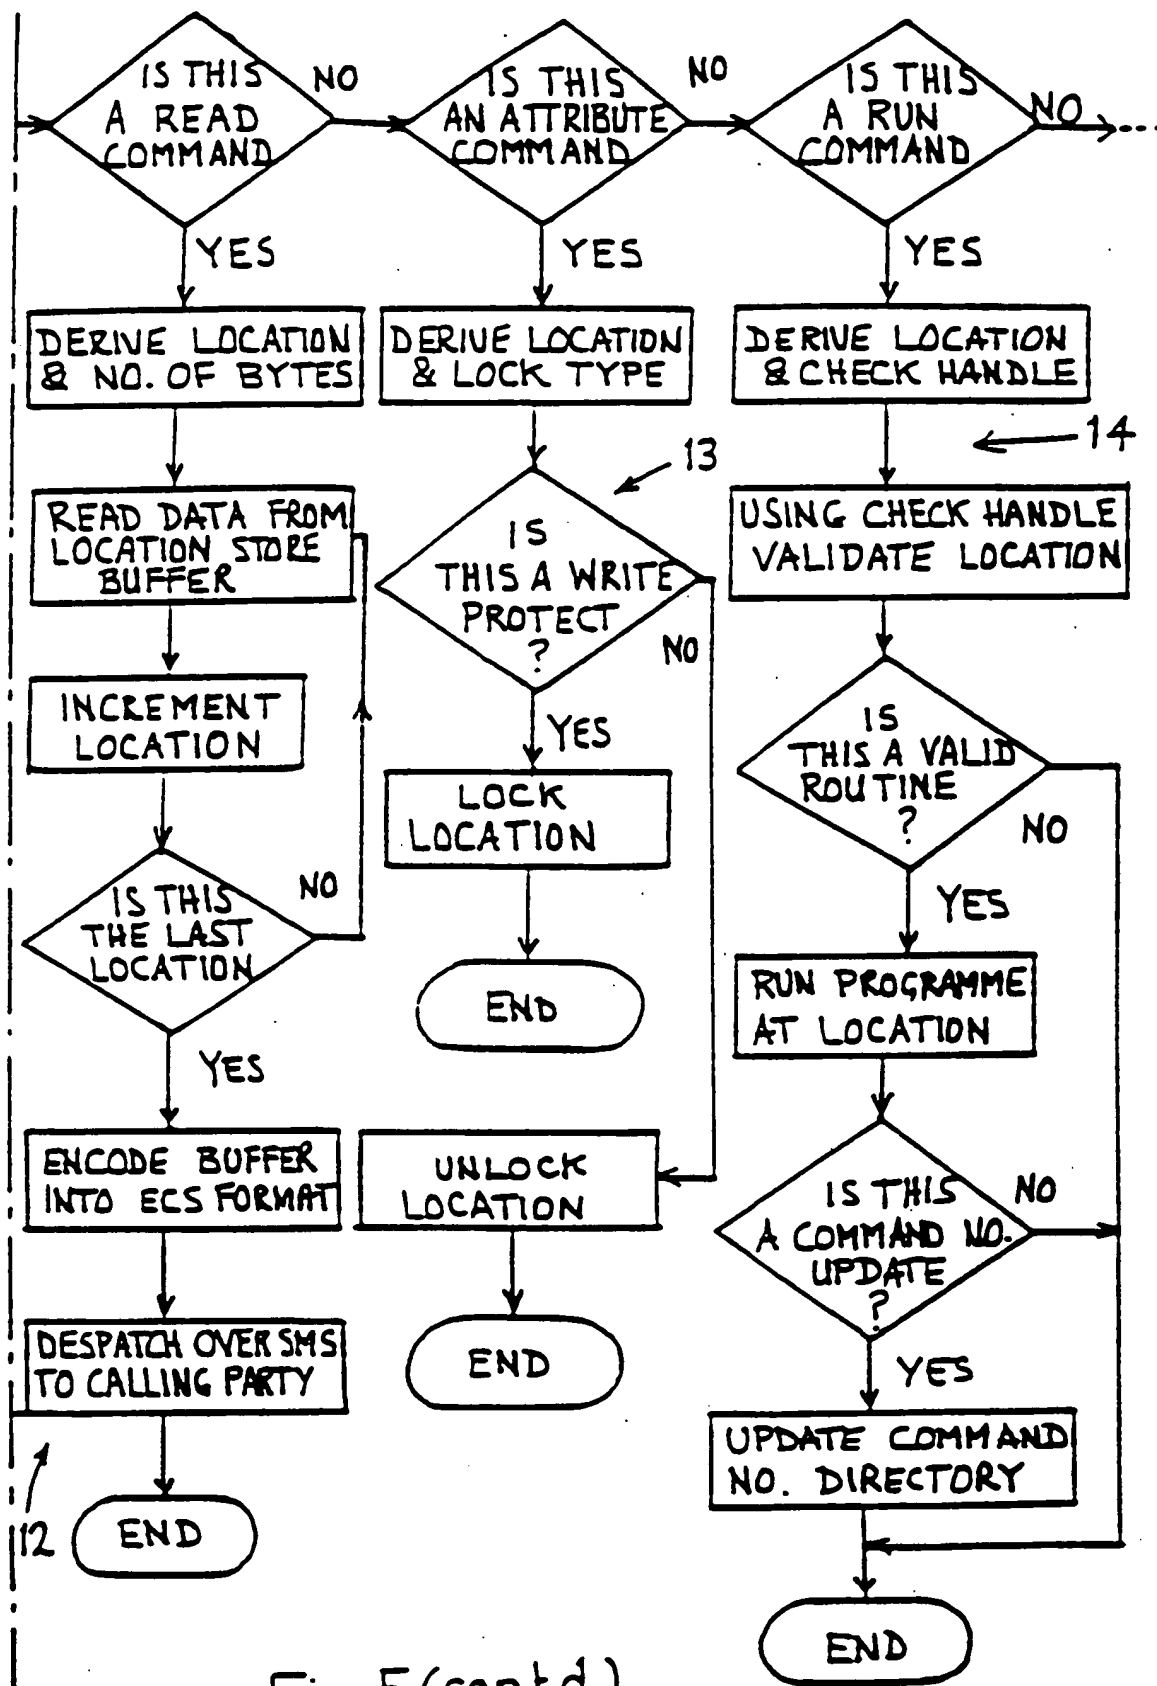 IS THIS
A READ
COMMAND
NO
IS THIS
AN ATTRIBUTE
COMMAND
NO
IS THIS
A RUN
COMMAND
NO
YES
YES
YES
DERIVE LOCATION
& NO. OF BYTES
DERIVE LOCATION
& LOCK TYPE
DERIVE LOCATION
& CHECK HANDLE
14
13
READ DATA FROM
LOCATION STORE
BUFFER
IS
THIS A WRITE
PROTECT
?
NO
USING CHECK HANDLE
VALIDATE LOCATION
INCREMENT
LOCATION
YES
IS
THIS A VALID
ROUTINE
?
NO
LOCK
LOCATION
IS THIS
THE LAST
LOCATION
NO
YES
END
RUN PROGRAMME
AT LOCATION
YES
ENCODE BUFFER
INTO ECS FORMAT
UNLOCK
LOCATION
IS THIS
A COMMAND NO.
UPDATE
?
NO
DESPATCH OVER SMS
TO CALLING PARTY
END
YES
UPDATE COMMAND
NO. DIRECTORY
12
END
END
Fig. 5 (contd.)